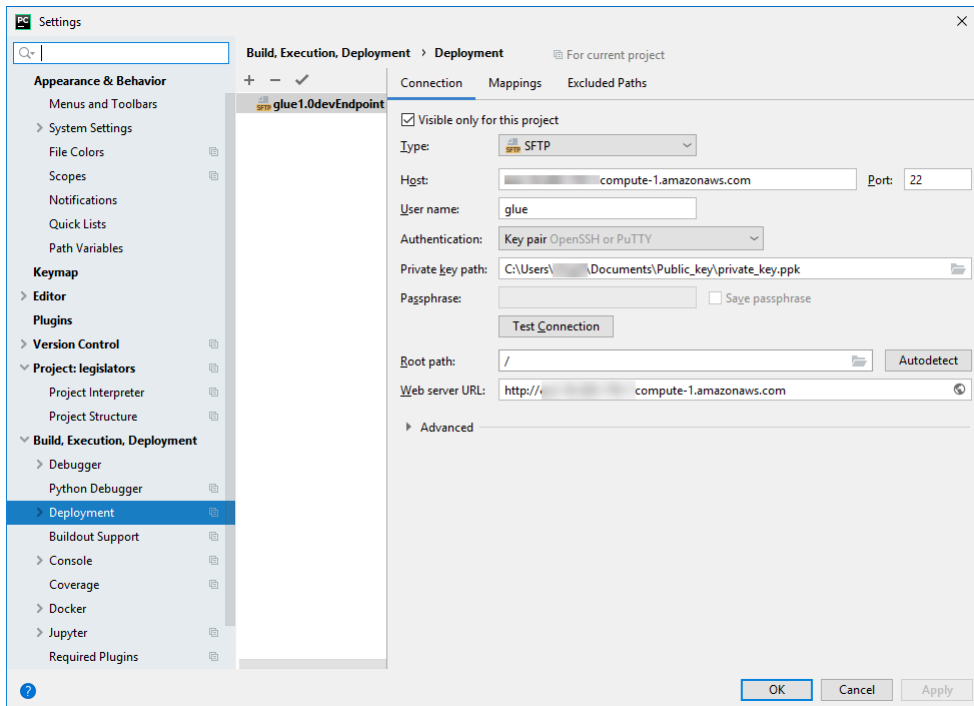 PC Settings
Appearance & Behavior
Menus and Toolbars
System Settings
File Colors
Scopes
Notifications
Quick Lists
Path Variables
Keymap
Editor
Plugins
Version Control
Project: legislators
Project Interpreter
Project Structure
Build, Execution, Deployment
Debugger
Python Debugger
Deployment
Buildout Support
Console
Coverage
Docker
Jupyter
Required Plugins
Build, Execution, Deployment › Deployment For current project
SFTP glue1.0devEndpoint
Connection Mappings Excluded Paths
Visible only for this project
Type: SFTP SFTP
Host: compute-1.amazonaws.com Port: 22
User name: glue
Authentication: Key pair OpenSSH or PuTTY
Private key path: C:\Users\ \Documents\Public_key\private_key.ppk
Passphrase: Save passphrase
Test Connection
Root path: / Autodetect
Web server URL: http:// compute-1.amazonaws.com
Advanced
? OK Cancel Apply